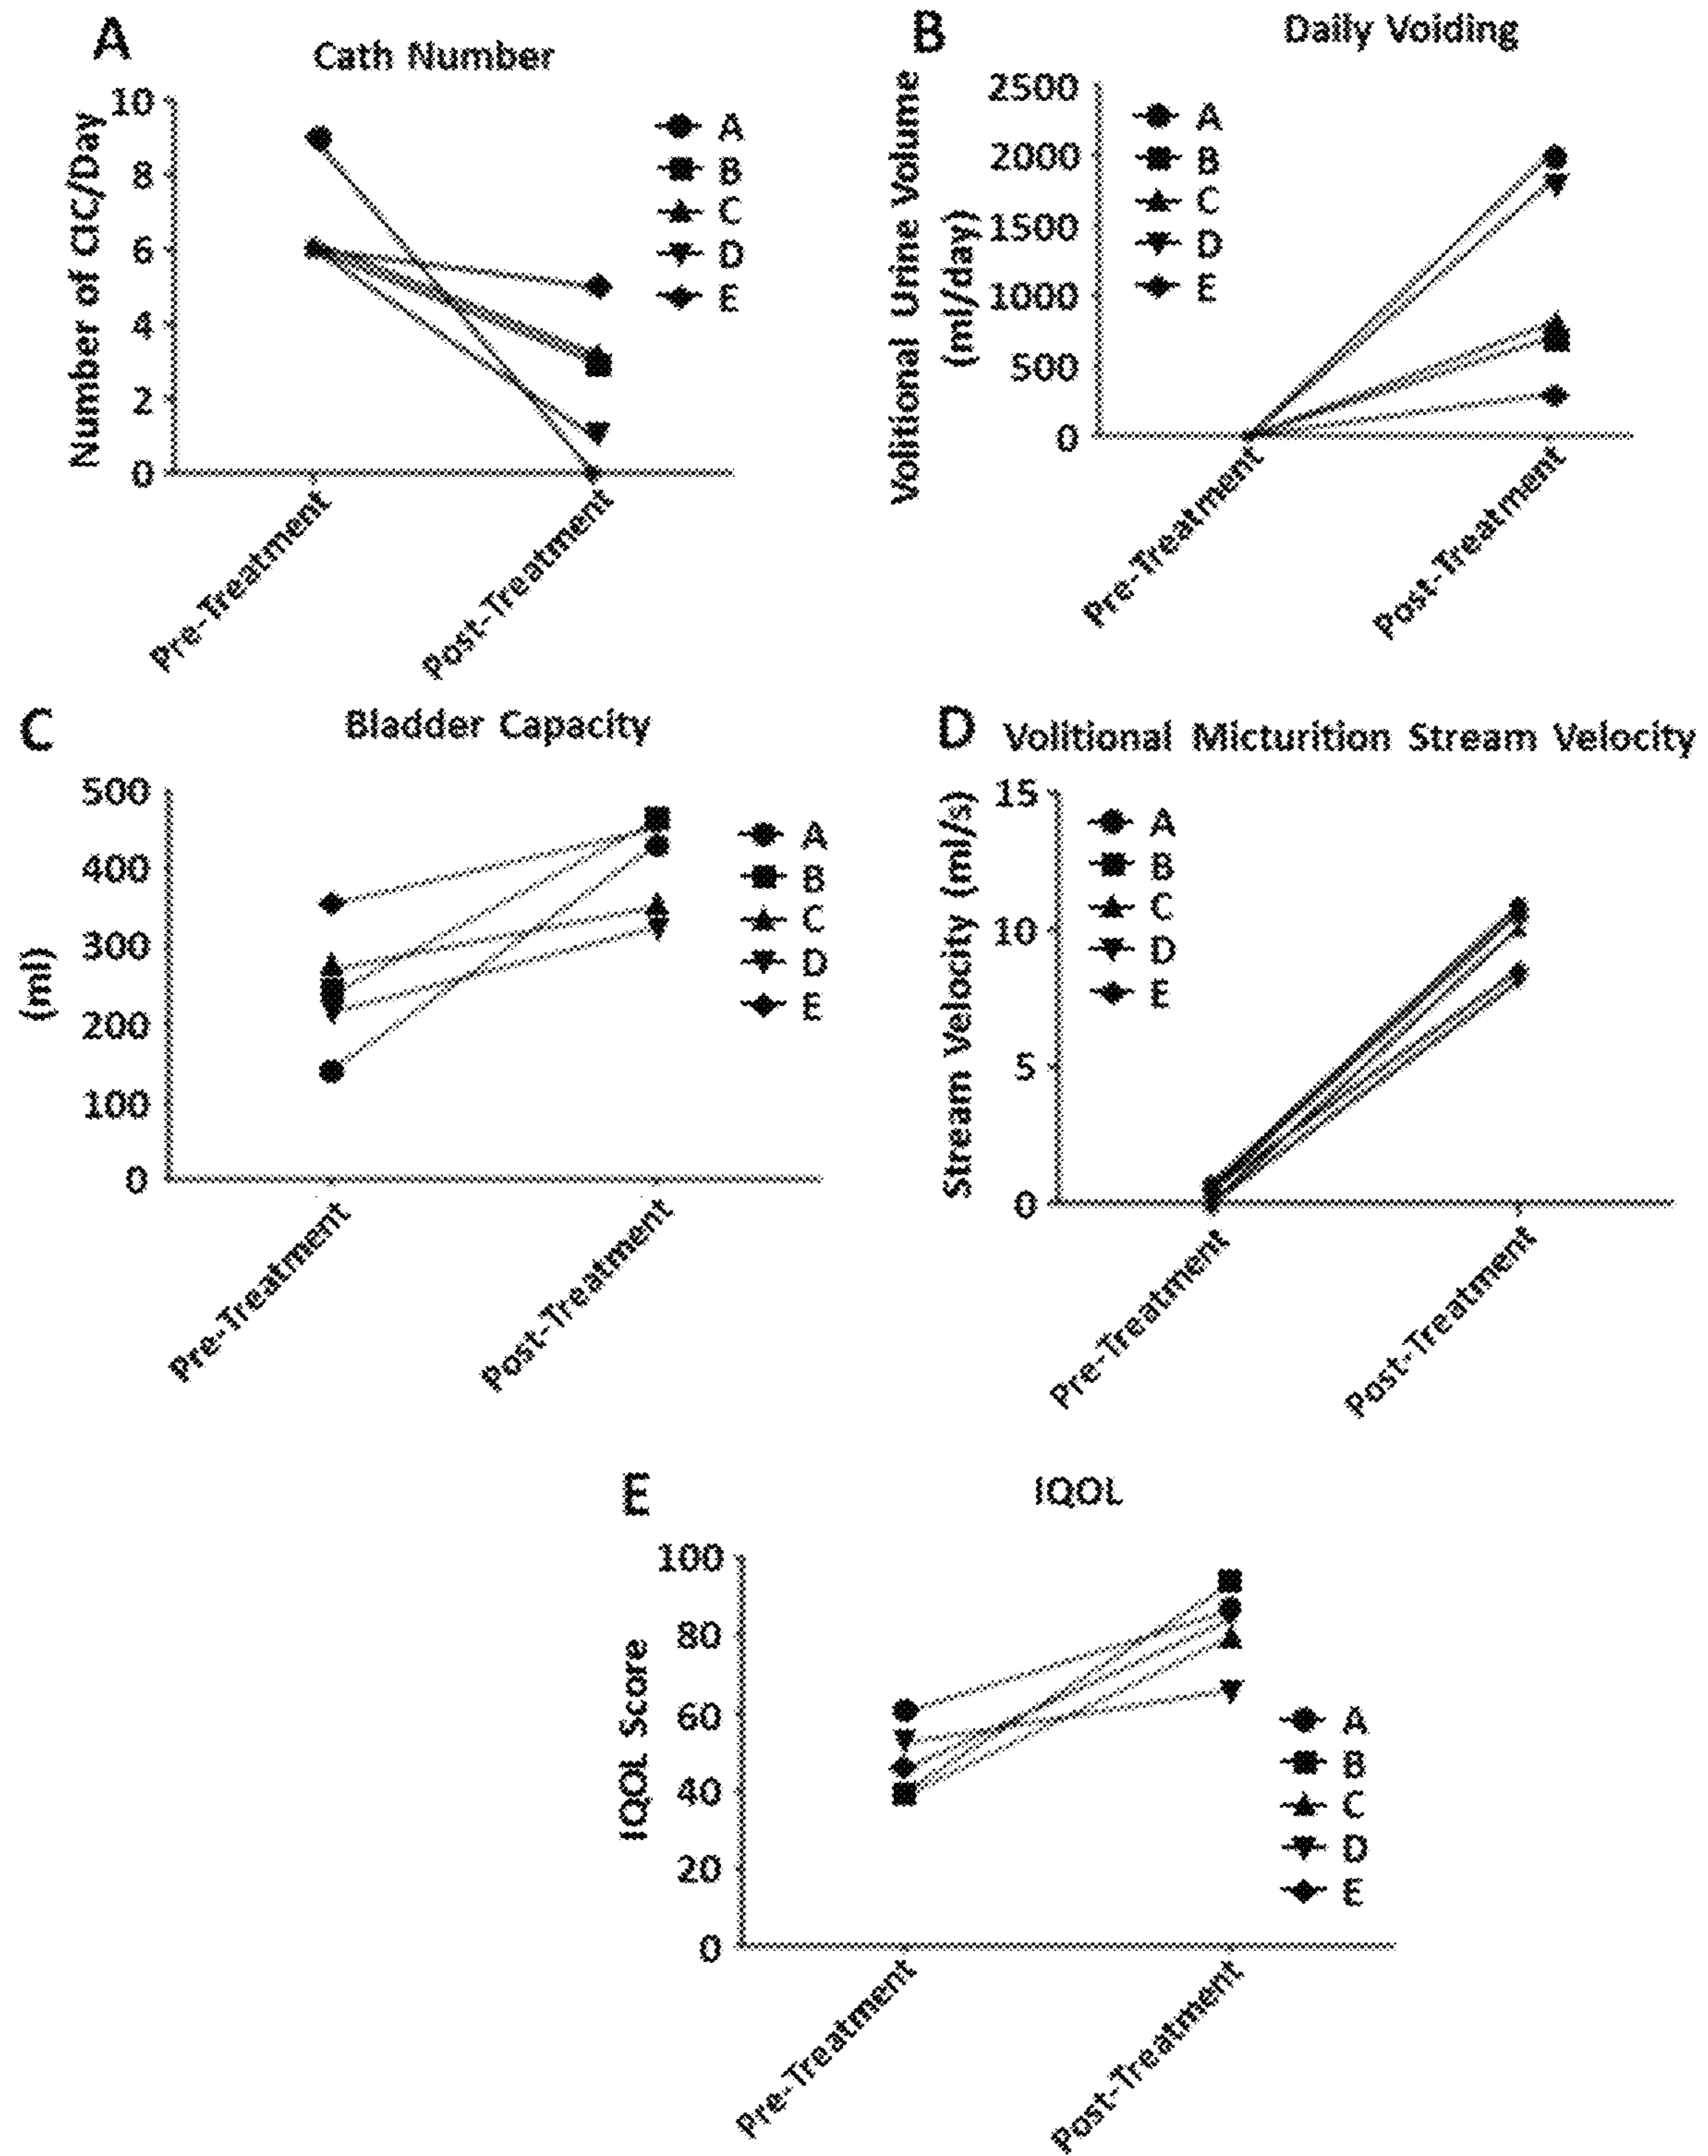 A
Cath Number
Number of CIC/Day
10
8
6
4
2
0
A
B
C
D
E
Pre-Treatment
Post-Treatment
B
Daily Voiding
Volitional Urine Volume
(ml/day)
2500
2000
1500
1000
500
0
A
B
C
D
E
Pre-Treatment
Post-Treatment
C
Bladder Capacity
(ml)
500
400
300
200
100
0
A
B
C
D
E
Pre-Treatment
Post-Treatment
D
Volitional Micturition Stream Velocity
Stream Velocity (ml/s)
15
10
5
0
A
B
C
D
E
Pre-Treatment
Post-Treatment
E
IQOL
IQOL Score
100
80
60
40
20
0
A
B
C
D
E
Pre-Treatment
Post-Treatment